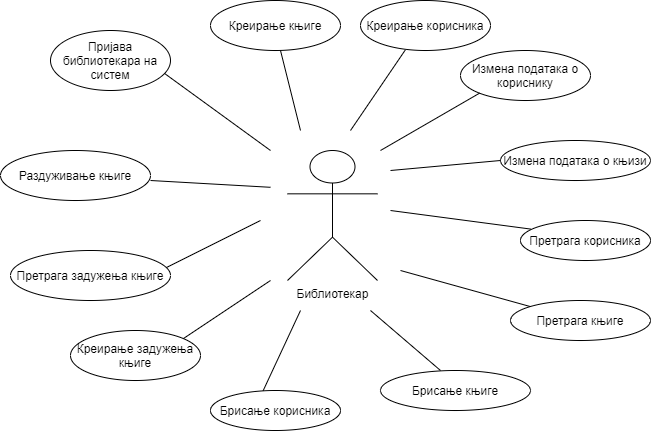 Креирање књиге
Креирање корисника
Пријава
библиотекара на
систем
Измена података о
кориснику
Измена података о књизи
Раздуживање књиге
Претрага корисника
Претрага задужења књиге
Библиотекар
Претрага књиге
Креирање задужења
књиге
Брисање књиге
Брисање корисника